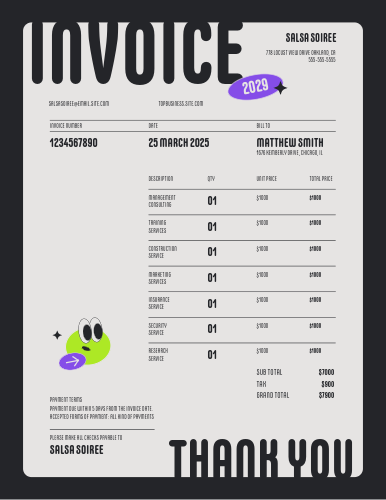 INVOICE
SALSA SOIREE
778 LOCUST VIEW DRIVE OAKLAND, CA
555-555-5555
2029
SALSASOIREE@EMAIL.SITE.COM
TOPBUSINESS.SITE.COM
INVOICE NUMBER DATE BILL TO
1234567890 25 MARCH 2025 MATTHEW SMITH
1670 KEMBERLY DRIVE, CHICAGO, IL
DESCRIPTION QTY UNIT PRICE TOTAL PRICE
MANAGEMENT
CONSULTING 01 $1000 $1000
TRAINING
SERVICES 01 $1000 $1000
CONSTRUCTION
SERVICE 01 $1000 $1000
MARKETING
SERVICES 01 $1000 $1000
INSURANCE
SERVICE 01 $1000 $1000
SECURITY
SERVICE 01 $1000 $1000
RESEARCH
SERVICE 01 $1000 $1000
SUB TOTAL $7000
TAX $900
GRAND TOTAL $7900
PAYMENT TERMS
PAYMENT DUE WITHIN 5 DAYS FROM THE INVOICE DATE.
ACCEPTED FORMS OF PAYMENT: ALL KIND OF PAYMENTS
PLEASE MAKE ALL CHECKS PAYABLE TO
SALSA SOIREE
THANK YOU